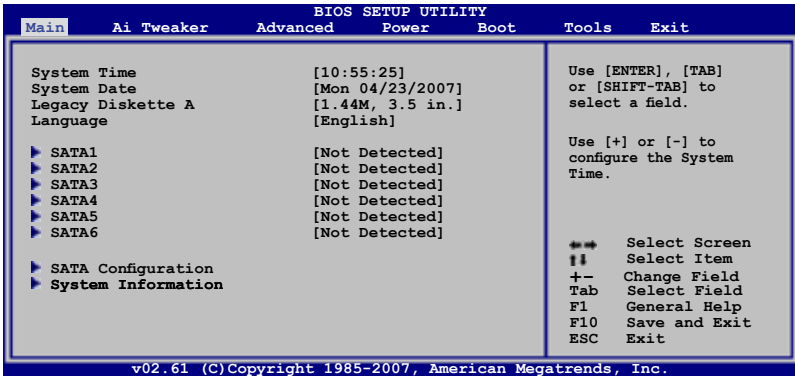 BIOS SETUP UTILITY
Main Ai Tweaker Advanced Power Boot Tools Exit
System Time [10:55:25]
System Date [Mon 04/23/2007]
Legacy Diskette A [1.44M, 3.5 in.]
Language [English]
SATA1 [Not Detected]
SATA2 [Not Detected]
SATA3 [Not Detected]
SATA4 [Not Detected]
SATA5 [Not Detected]
SATA6 [Not Detected]
SATA Configuration
System Information
Use [ENTER], [TAB]
or [SHIFT-TAB] to
select a field.
Use [+] or [-] to
configure the System
Time.
Select Screen
Select Item
+- Change Field
Tab Select Field
F1 General Help
F10 Save and Exit
ESC Exit
v02.61 (C)Copyright 1985-2007, American Megatrends, Inc.